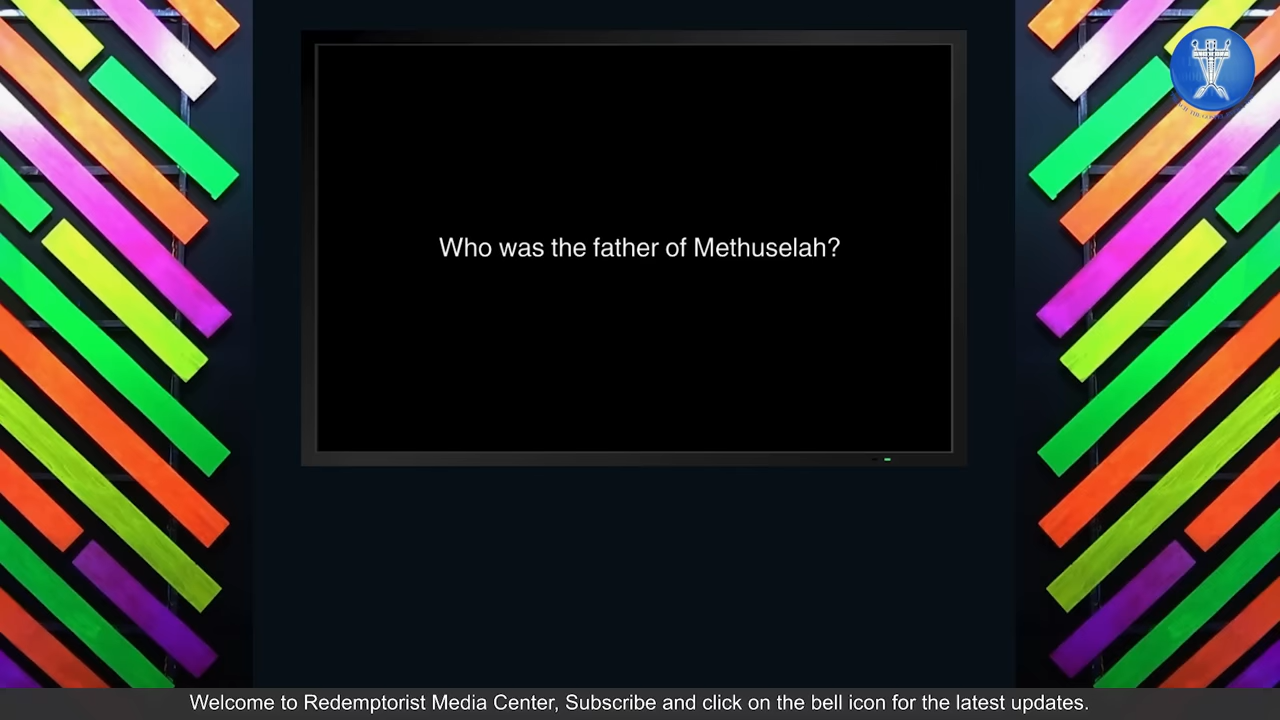 Who was the father of Methuselah?
Welcome to Redemptorist Media Center, Subscribe and click on the bell icon for the latest updates.